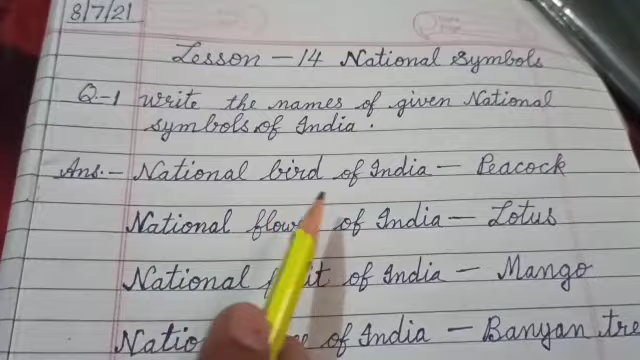 8/7/21
Lesson - 14 National symbols
Q-1 write the names of given National
symbols of India.
Ans.- National bird of India - Peacock
National of India - Lotus
National of India - Mango
of India - Banyan